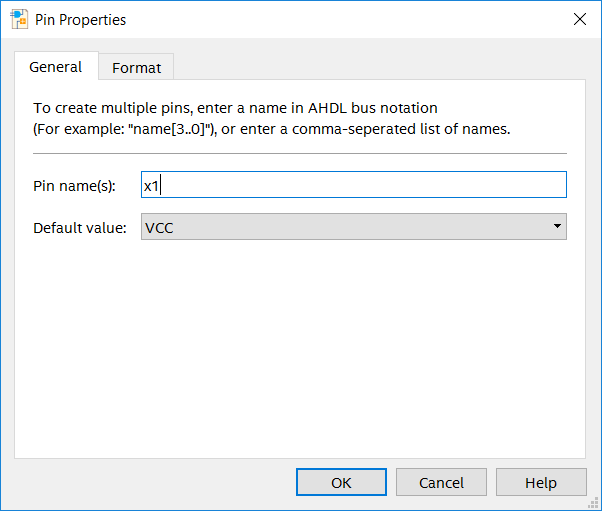 Pin Properties
General
Format
To create multiple pins, enter a name in AHDL bus notation
(For example: "name[3..0]"), or enter a comma-seperated list of names.
Pin name(s): x1
Default value: VCC
OK
Cancel
Help